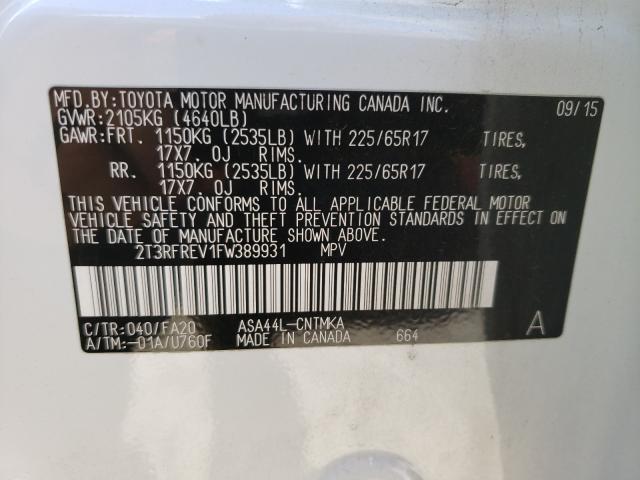 MFD.BY:TOYOTA MOTOR MANUFACTURING CANADA INC. 09/15
GVWR:2105KG (4640LB)
GAWR:FRT. 1150KG (2535LB) WITH 225/65R17 TIRES,
17X7.0J RIMS.
RR. 1150KG (2535LB) WITH 225/65R17 TIRES,
17X7.0J RIMS.
THIS VEHICLE CONFORMS TO ALL APPLICABLE FEDERAL MOTOR
VEHICLE SAFETY AND THEFT PREVENTION STANDARDS IN EFFECT ON
THE DATE OF MANUFACTURE SHOWN ABOVE.
2T3RFREV1FW389931 MPV
C/TR:040/FA20 ASA44L-CNTMKA
A/TM:-01A/U760F MADE IN CANADA 664 A